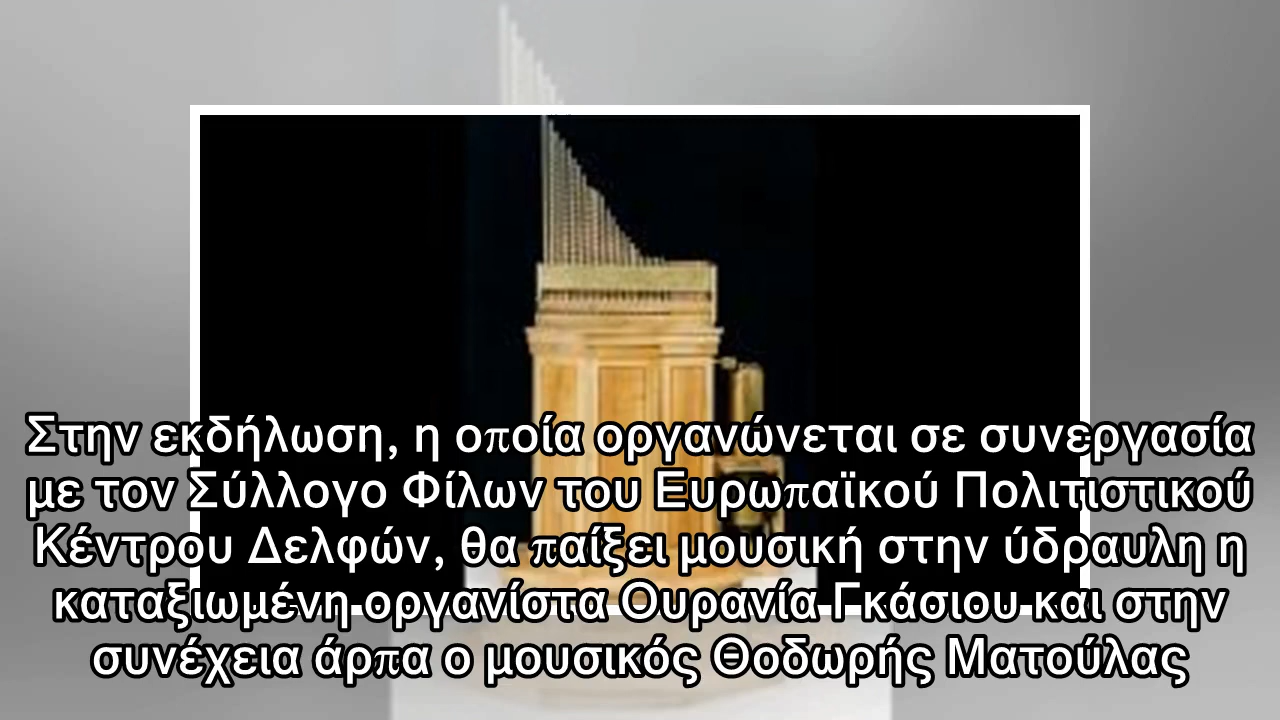 Στην εκδήλωση, η οποία οργανώνεται σε συνεργασία
με τον Σύλλογο Φίλων του Ευρωπαϊκού Πολιτιστικού
Κέντρου Δελφών, θα παίξει μουσική στην ύδραυλη η
καταξιωμένη οργανίστα Ουρανία Γκάσιου και στην
συνέχεια άρπα ο μουσικός Θοδωρής Ματούλας